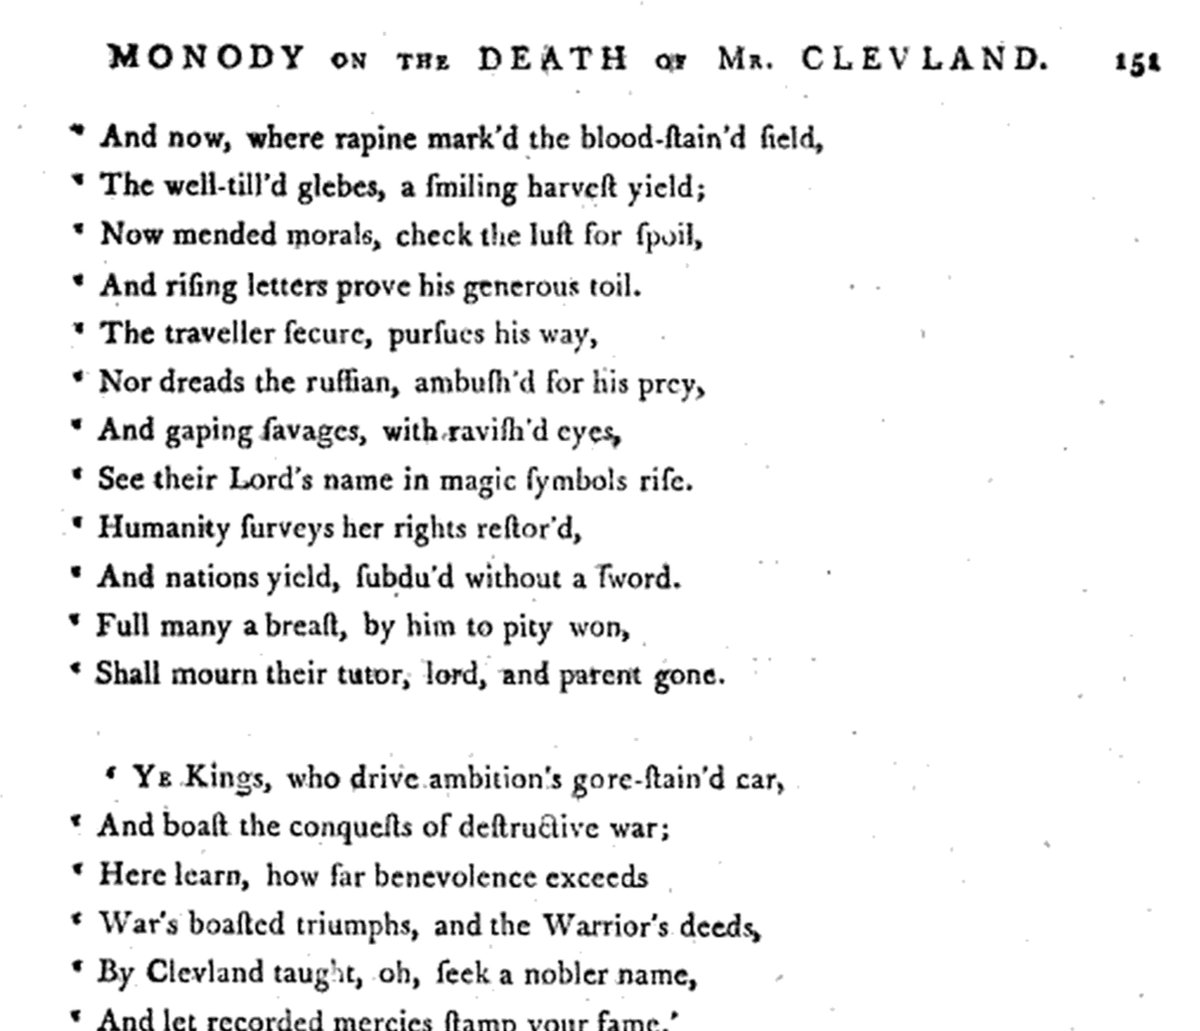 MONODY ON THE DEATH OF MR. CLEVLAND. 151
‘ And now, where rapine mark'd the blood-ſtain'd field,
‘ The well-till'd glebes, a ſmiling harveſt yield;
‘ Now mended morals, check the luſt for ſpoil,
‘ And riſing letters prove his generous toil.
‘ The traveller ſecure, purſues his way,
‘ Nor dreads the ruffian, ambuſh'd for his prey,
‘ And gaping ſavages, with raviſh'd eyes,
‘ See their Lord's name in magic ſymbols riſe.
‘ Humanity ſurveys her rights reſtor'd,
‘ And nations yield, ſubdu'd without a ſword.
‘ Full many a breaſt, by him to pity won,
‘ Shall mourn their tutor, lord, and parent gone.
‘ YE Kings, who drive ambition's gore-ſtain'd car,
‘ And boaſt the conqueſts of deſtructive war;
‘ Here learn, how far benevolence exceeds
‘ War's boaſted triumphs, and the Warrior's deeds,
‘ By Clevland taught, oh, ſeek a nobler name,
‘ And let recorded mercies ſtamp your fame.’